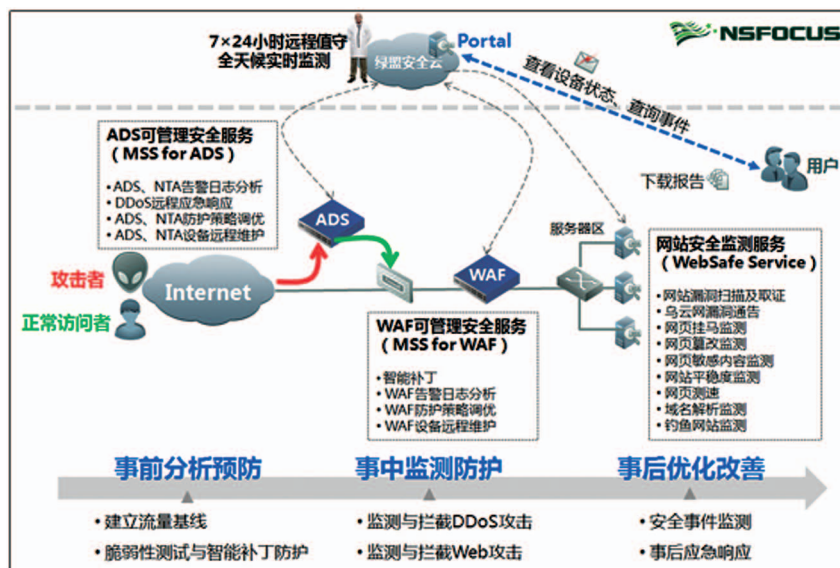 7×24小时远程值守
全天候实时监测
绿盟安全云
Portal
NSFOCUS
查看设备状态、查询事件
用户
下载报告
ADS可管理安全服务
（MSS for ADS）
• ADS、NTA告警日志分析
• DDoS远程应急响应
• ADS、NTA防护策略调优
• ADS、NTA设备远程维护
ADS
攻击者
正常访问者
Internet
WAF
服务器区
WAF可管理安全服务
（MSS for WAF）
• 智能补丁
• WAF告警日志分析
• WAF防护策略调优
• WAF设备远程维护
网站安全监测服务
（WebSafe Service）
• 网站漏洞扫描及取证
• 乌云网漏洞通告
• 网页挂马监测
• 网页篡改监测
• 网页敏感内容监测
• 网站平稳度监测
• 网页测速
• 域名解析监测
• 钓鱼网站监测
事前分析预防
• 建立流量基线
• 脆弱性测试与智能补丁防护
事中监测防护
• 监测与拦截DDoS攻击
• 监测与拦截Web攻击
事后优化改善
• 安全事件监测
• 事后应急响应